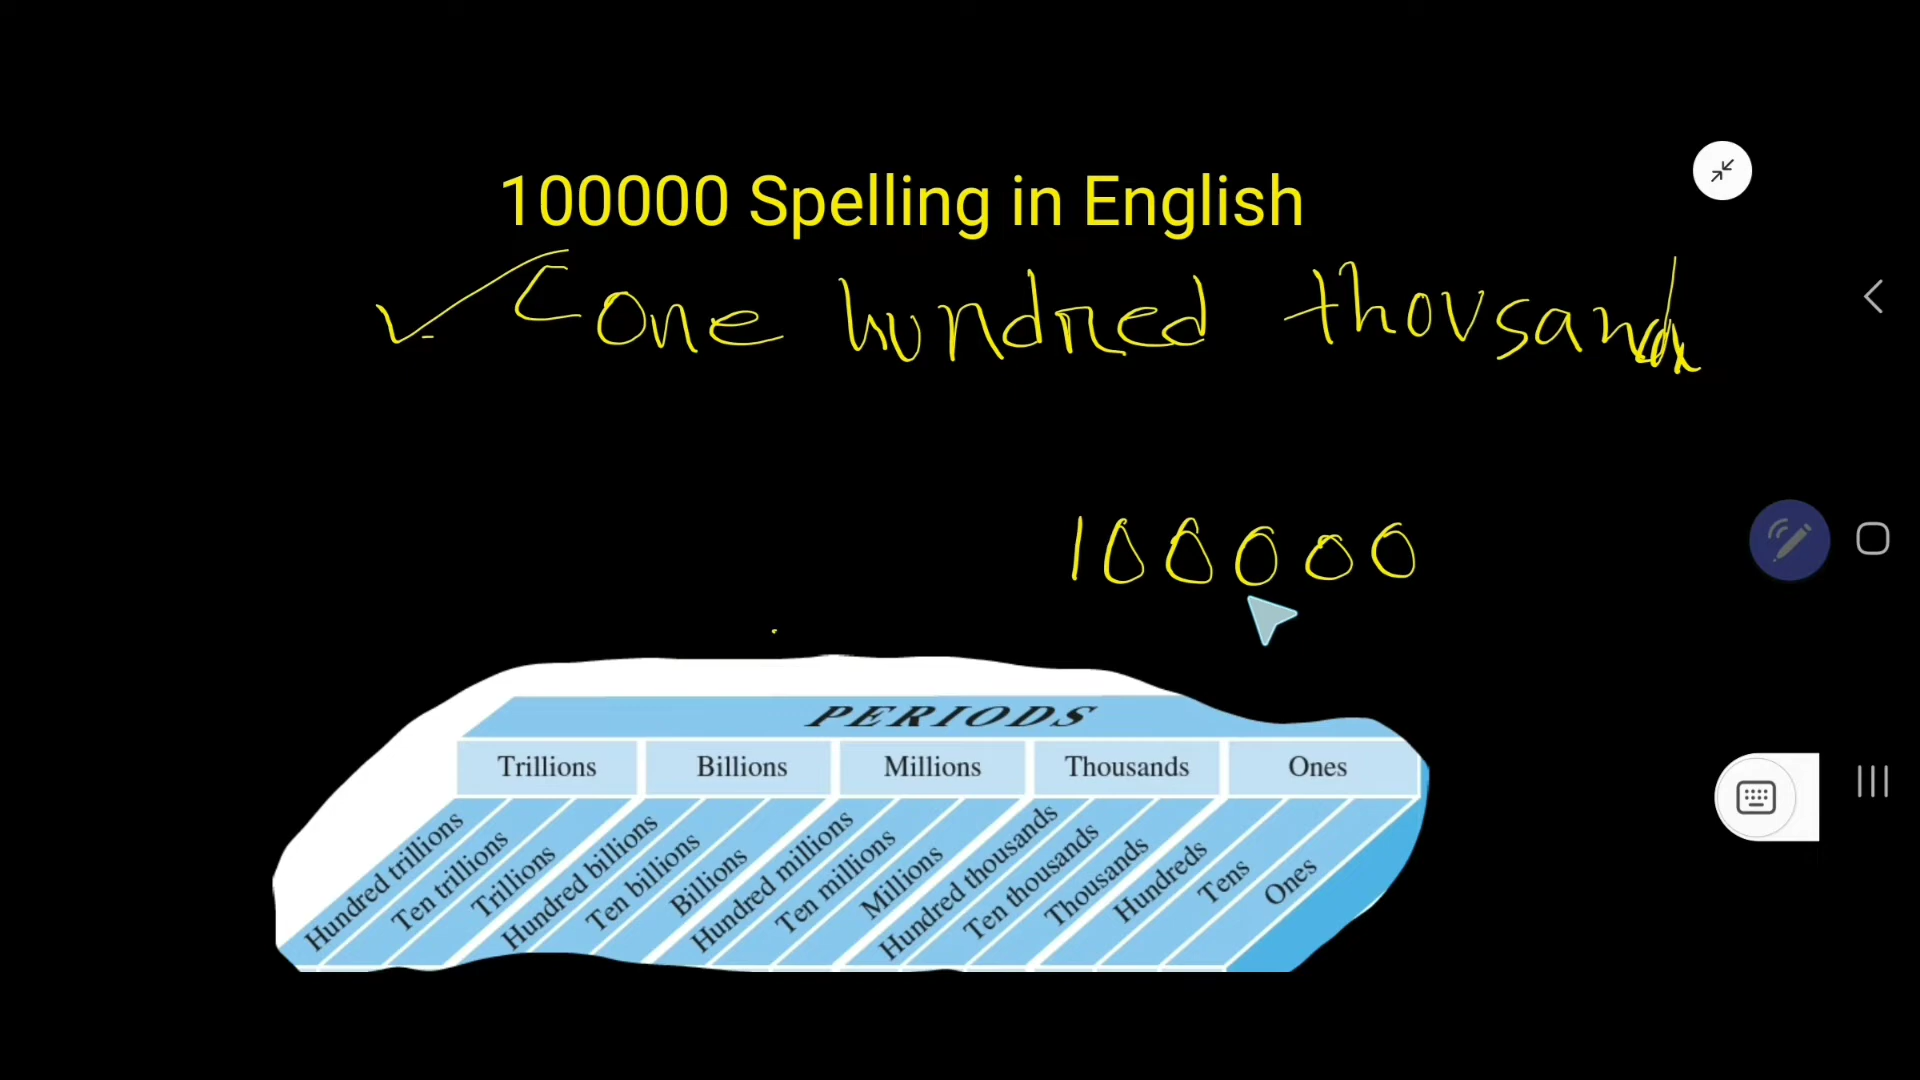 100000 Spelling in English
one hundred thousand
100000
PERIODS
Trillions Billions Millions Thousands Ones
Hundred trillions Ten trillions Trillions Hundred billions Ten billions Billions Hundred millions Ten millions Millions Hundred thousands Ten thousands Thousands Hundreds Tens Ones